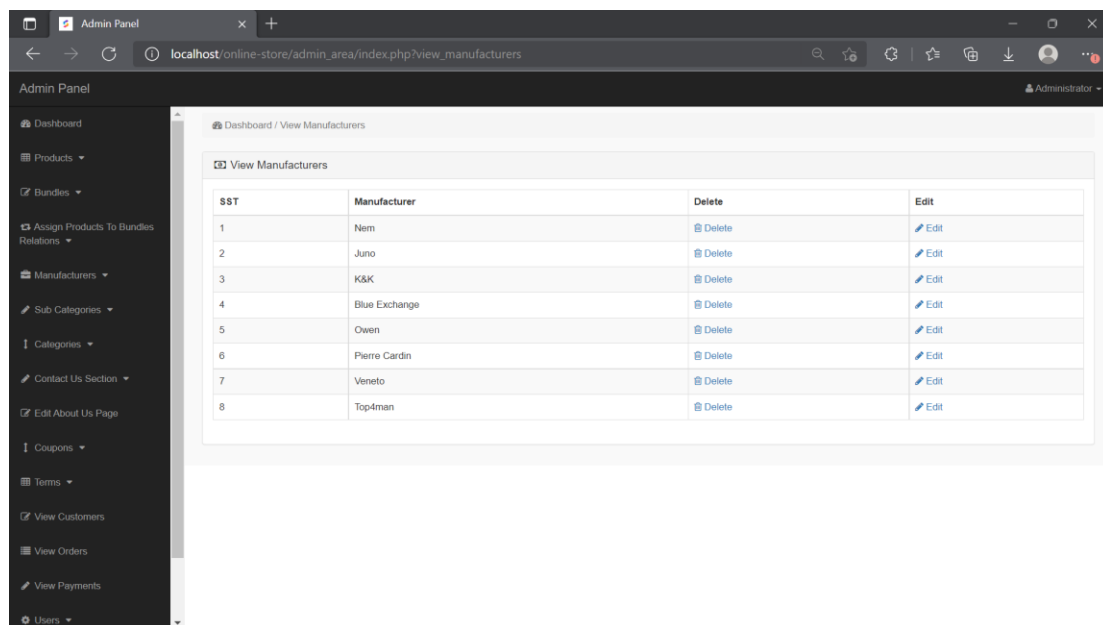 Admin Panel
localhost/online-store/admin_area/index.php?view_manufacturers
Admin Panel
Administrator
Dashboard
Products
Bundles
Assign Products To Bundles
Relations
Manufacturers
Sub Categories
Categories
Contact Us Section
Edit About Us Page
Coupons
Terms
View Customers
View Orders
View Payments
Users
Dashboard / View Manufacturers
View Manufacturers
SST Manufacturer Delete Edit
1 Nem Delete Edit
2 Juno Delete Edit
3 K&K Delete Edit
4 Blue Exchange Delete Edit
5 Owen Delete Edit
6 Pierre Cardin Delete Edit
7 Veneto Delete Edit
8 Top4man Delete Edit